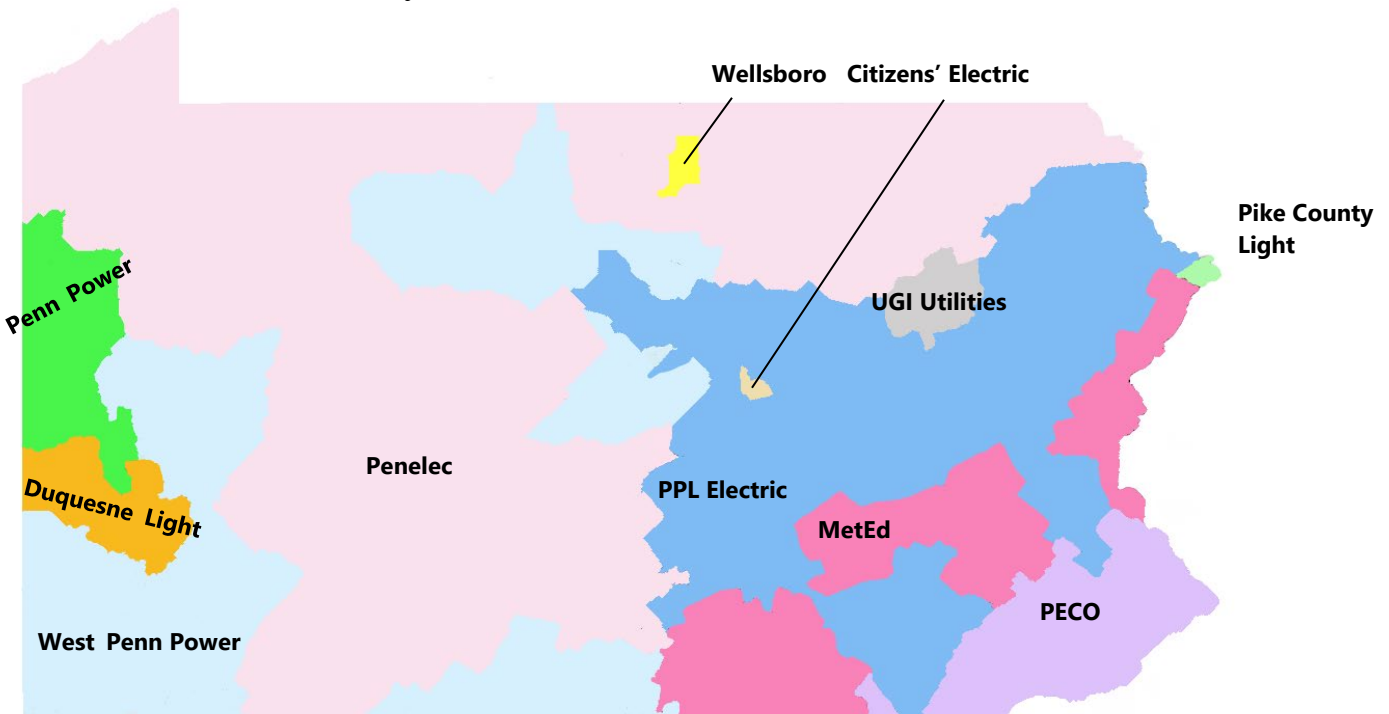 Wellsboro
Citizens' Electric
Pike County
Light
Penn Power
UGI Utilities
Penelec
Duquesne Light
PPL Electric
MetEd
PECO
West Penn Power